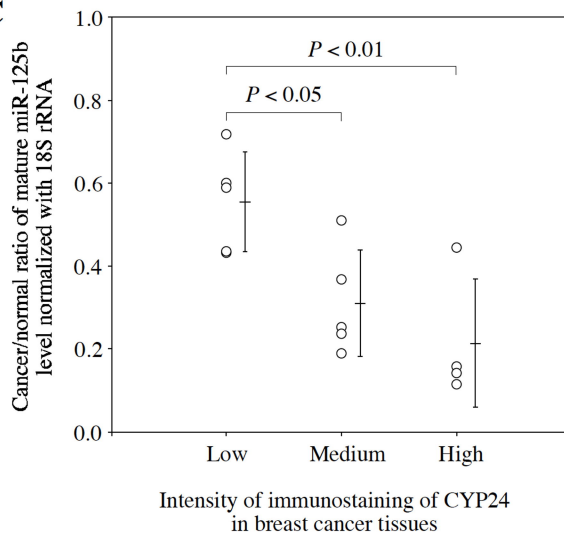 1.0
P < 0.01
0.8
P < 0.05
0.6
0.4
0.2
0.0
Cancer/normal ratio of mature miR-125b
level normalized with 18S rRNA
Low Medium High
Intensity of immunostaining of CYP24
in breast cancer tissues